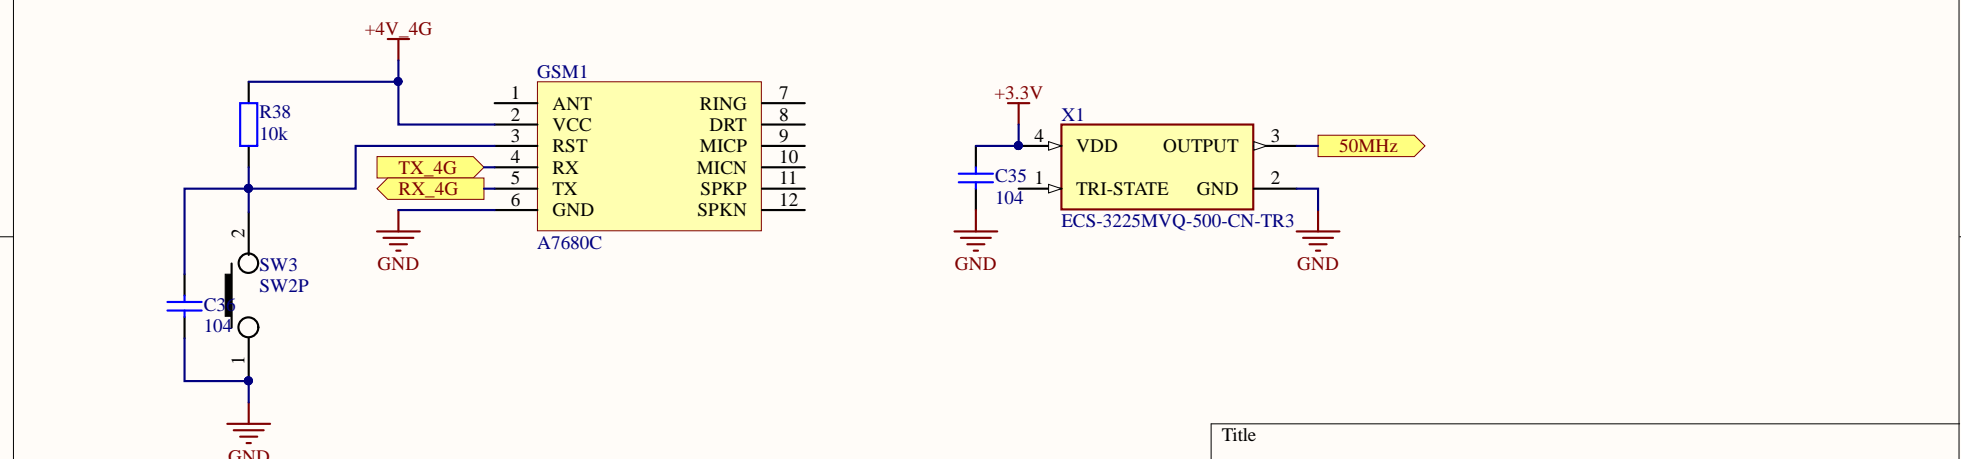 +4V_4G
GSM1
R38
10k
1
ANT
2
VCC
3
RST
4
RX
5
TX
6
GND
RING
7
DRT
8
MICP
9
MICN
10
SPKP
11
SPKN
12
A7680C
TX_4G
RX_4G
GND
2
SW3
SW2P
104
1
GND
+3.3V
X1
4
VDD
OUTPUT
3
50MHz
C35
104
1
TRI-STATE
GND
2
ECS-3225MVQ-500-CN-TR3
GND
GND
Title